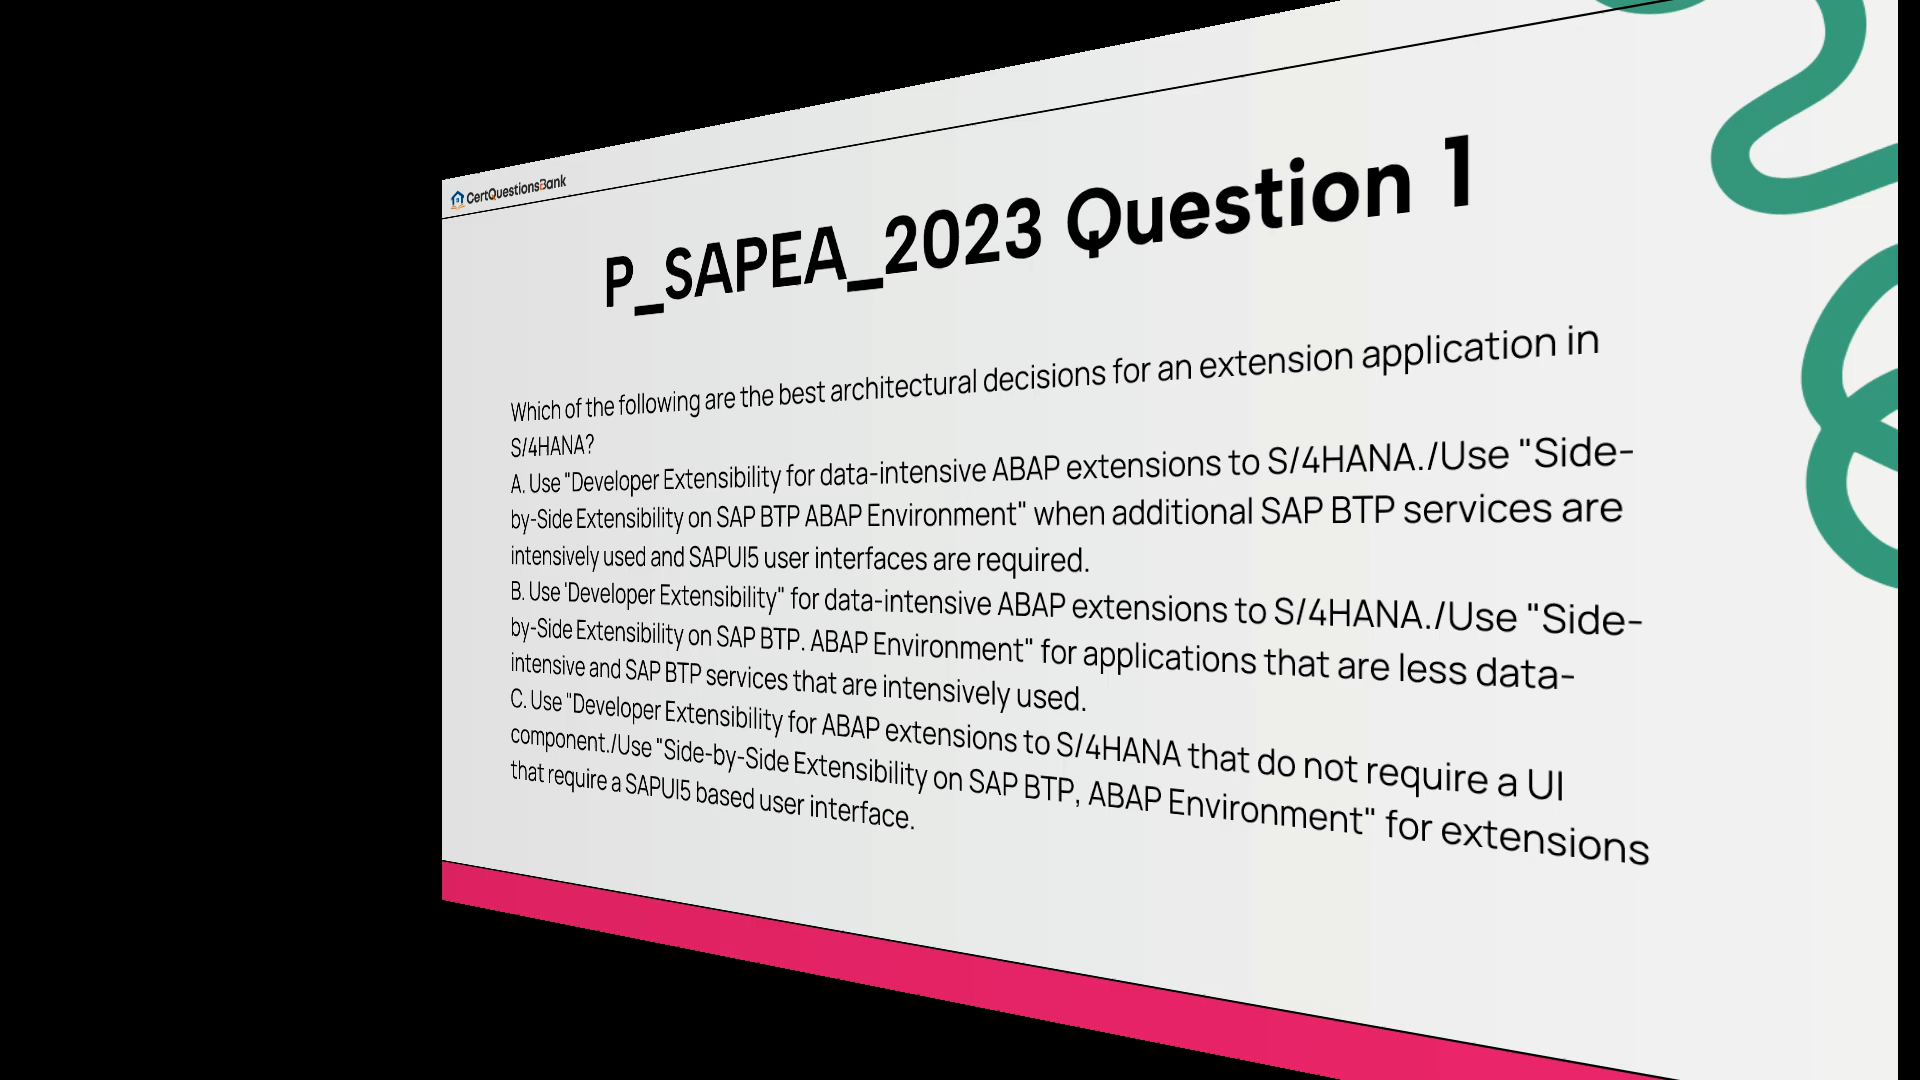 CertQuestionsBank
P_SAPEA_2023 Question 1
Which of the following are the best architectural decisions for an extension application in
S/4HANA?
A. Use "Developer Extensibility for data-intensive ABAP extensions to S/4HANA./Use "Side-
by-Side Extensibility on SAP BTP ABAP Environment" when additional SAP BTP services are
intensively used and SAPUI5 user interfaces are required.
B. Use 'Developer Extensibility" for data-intensive ABAP extensions to S/4HANA./Use "Side-
by-Side Extensibility on SAP BTP. ABAP Environment" for applications that are less data-
intensive and SAP BTP services that are intensively used.
C. Use "Developer Extensibility for ABAP extensions to S/4HANA that do not require a UI
component./Use "Side-by-Side Extensibility on SAP BTP, ABAP Environment" for extensions
that require a SAPUI5 based user interface.